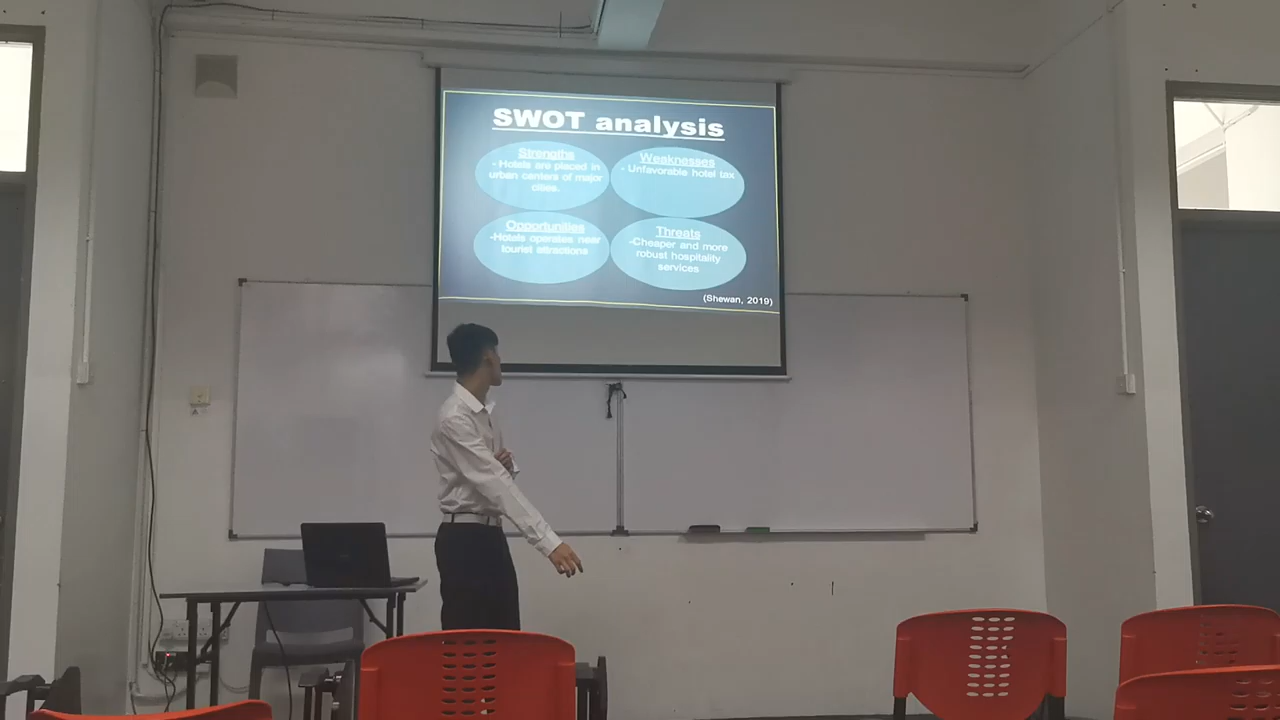 SWOT analysis
Strengths
- Hotels are placed in
urban centers of major
cities.
Weaknesses
- Unfavorable hotel tax
Opportunities
-Hotels operates near
tourist attractions
Threats
-Cheaper and more
robust hospitality
services
(Shewan, 2019)